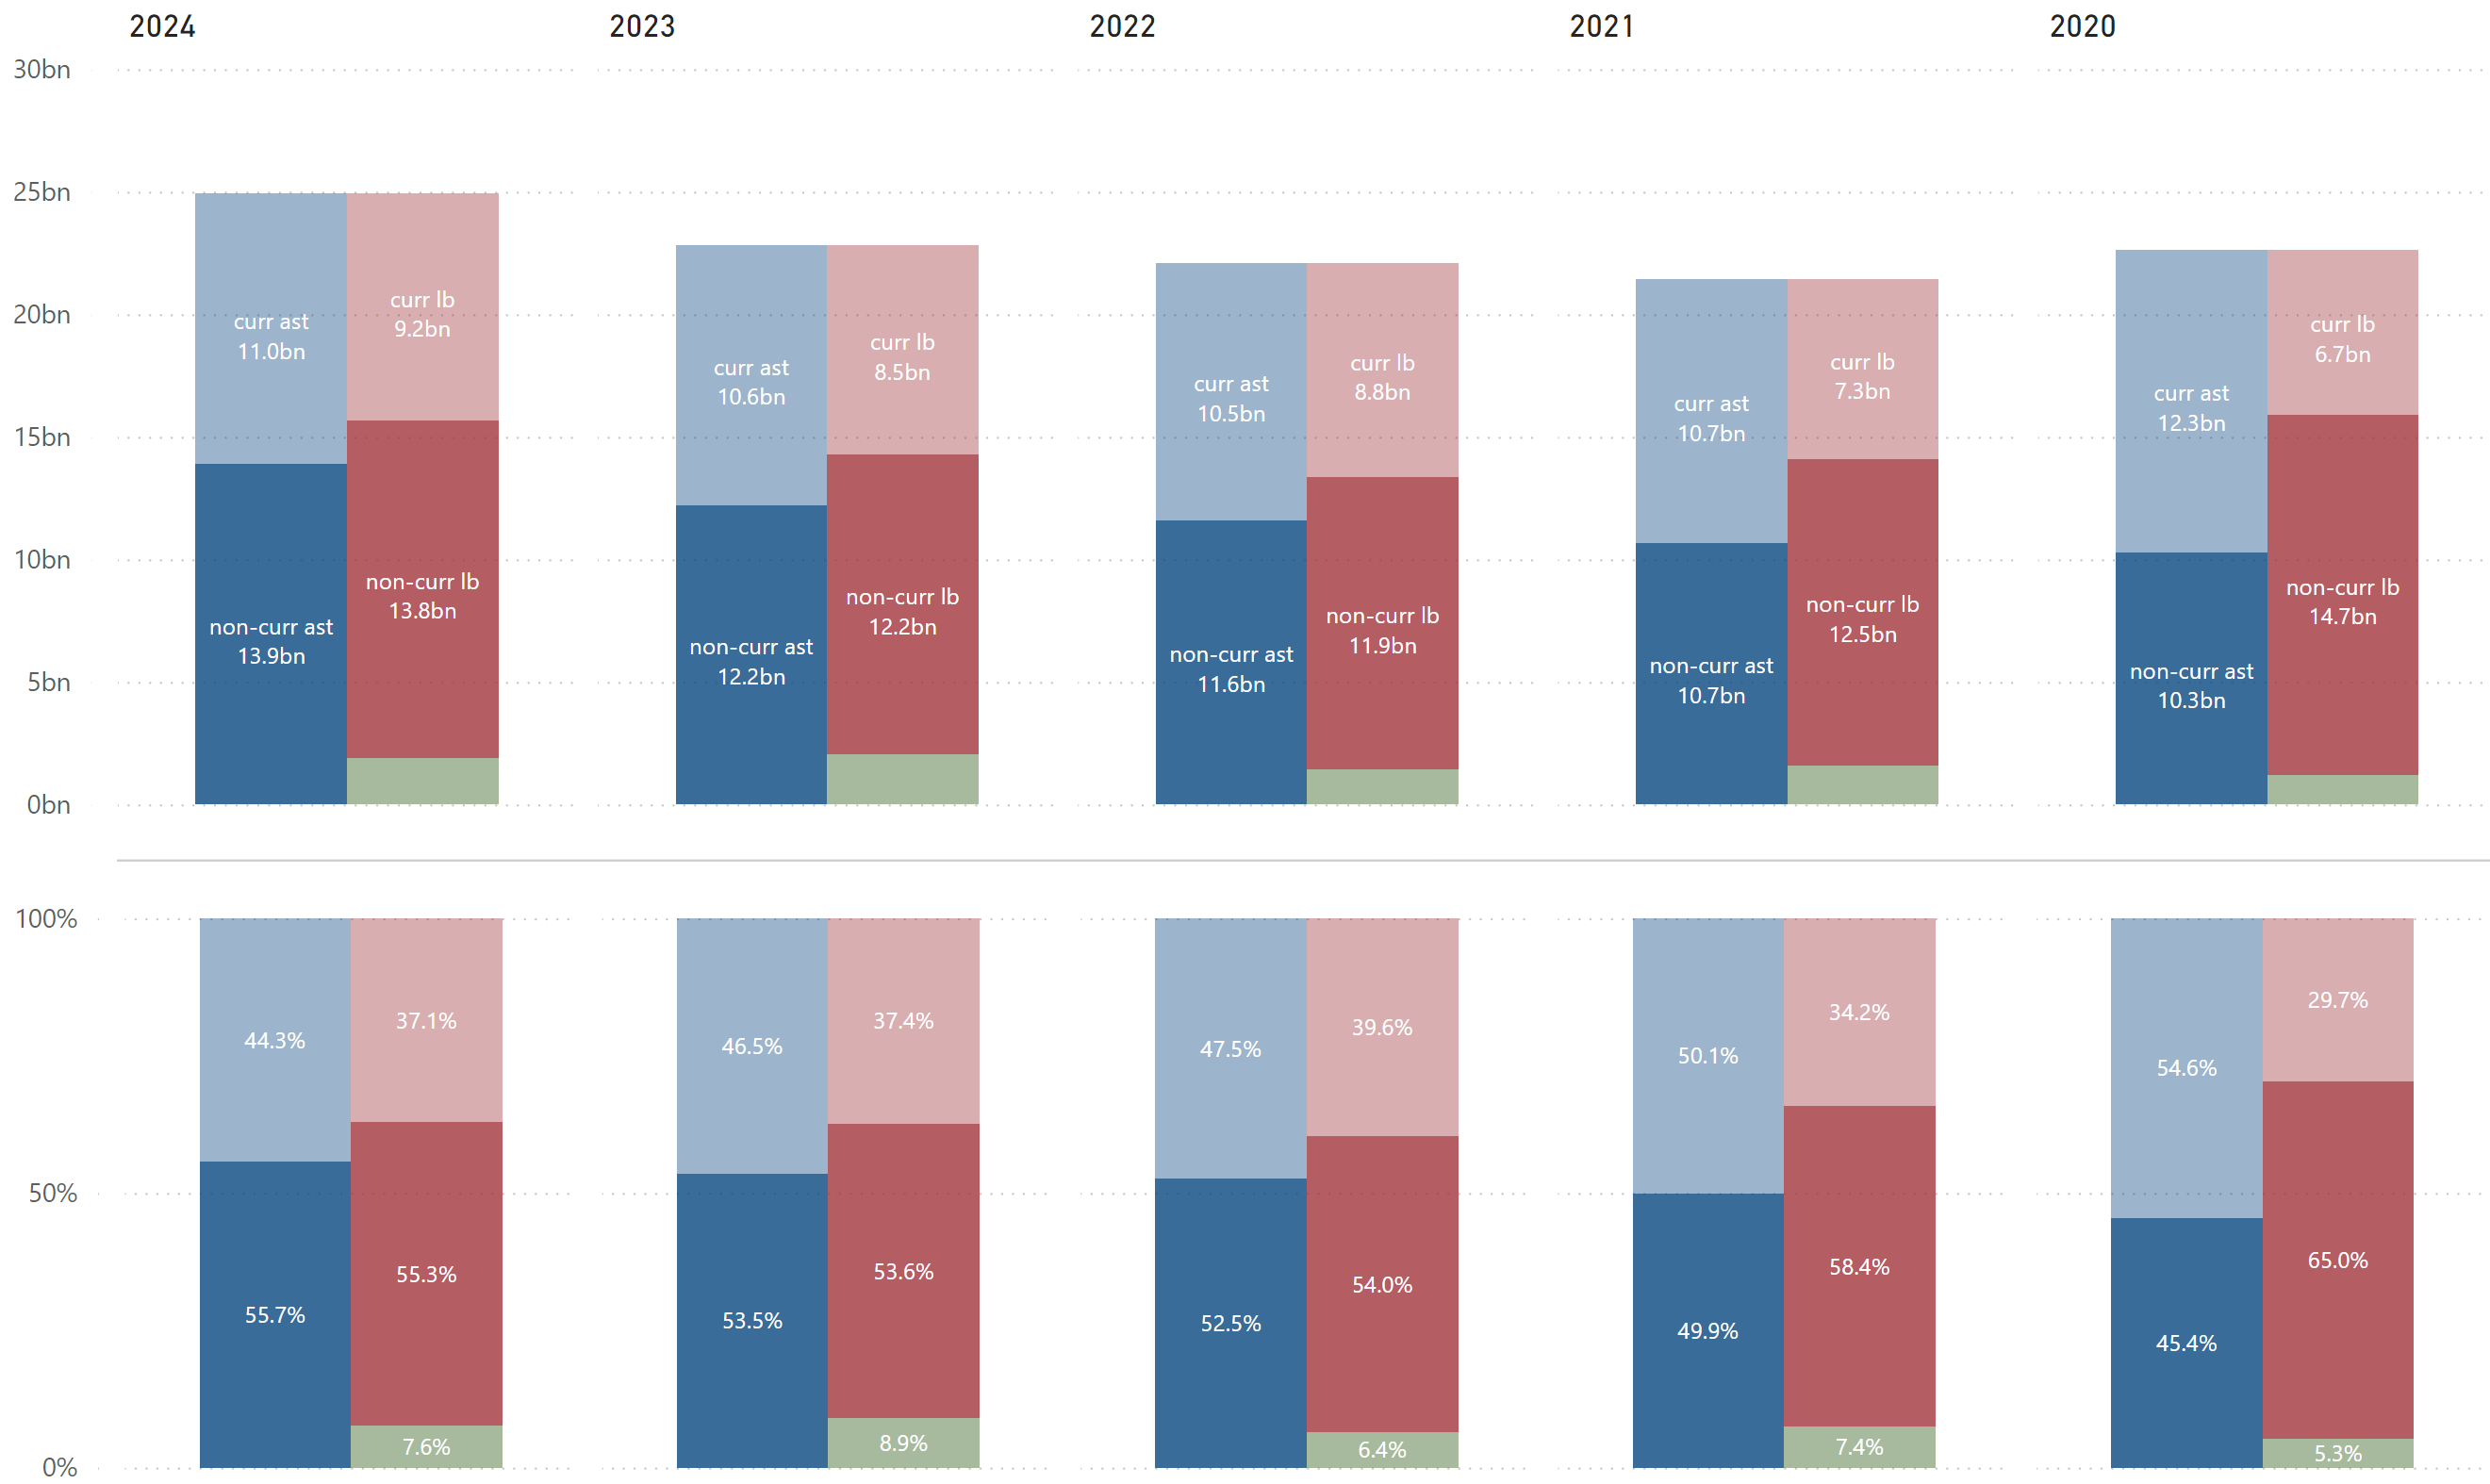 2024
2023
2022
2021
2020
30bn
25bn
20bn
15bn
10bn
5bn
0bn
curr ast
11.0bn
curr lb
9.2bn
non-curr ast
13.9bn
non-curr lb
13.8bn
curr ast
10.6bn
curr lb
8.5bn
non-curr ast
12.2bn
non-curr lb
12.2bn
curr ast
10.5bn
curr lb
8.8bn
non-curr ast
11.6bn
non-curr lb
11.9bn
curr ast
10.7bn
curr lb
7.3bn
non-curr ast
10.7bn
non-curr lb
12.5bn
curr ast
12.3bn
curr lb
6.7bn
non-curr ast
10.3bn
non-curr lb
14.7bn
100%
50%
0%
44.3%
37.1%
55.7%
55.3%
7.6%
46.5%
37.4%
53.5%
53.6%
8.9%
47.5%
39.6%
52.5%
54.0%
6.4%
50.1%
34.2%
49.9%
58.4%
7.4%
54.6%
29.7%
45.4%
65.0%
5.3%